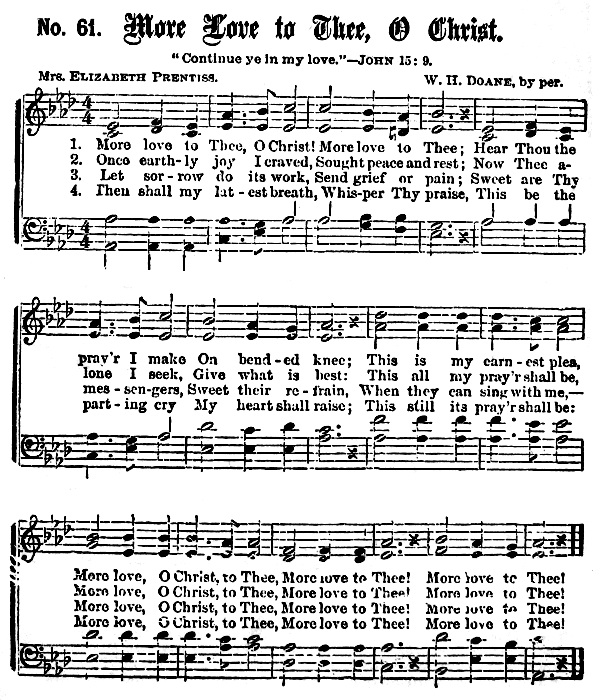 No. 61. More Love to Thee, O Christ.
"Continue ye in my love."—JOHN 15: 9.
Mrs. ELIZABETH PRENTISS. W. H. DOANE, by per.
1. More love to Thee, O Christ! More love to Thee; Hear Thou the
2. Once earth-ly joy I craved, Sought peace and rest; Now Thee a-
3. Let sor-row do its work, Send grief or pain; Sweet are Thy
4. Then shall my lat-est breath, Whis-per Thy praise, This be the
pray'r I make On bend-ed knee; This is my earn-est plea,
lone I seek, Give what is best: This all my pray'r shall be,
mes-sen-gers, Sweet their re-frain, When they can sing with me,—
part-ing cry My heart shall raise; This still its pray'r shall be:
More love, O Christ, to Thee, More love to Thee! More love to Thee!
More love, O Christ, to Thee, More love to Thee! More love to Thee!
More love, O Christ, to Thee, More love to Thee! More love to Thee!
More love, O Christ, to Thee, More love to Thee! More love to Thee!